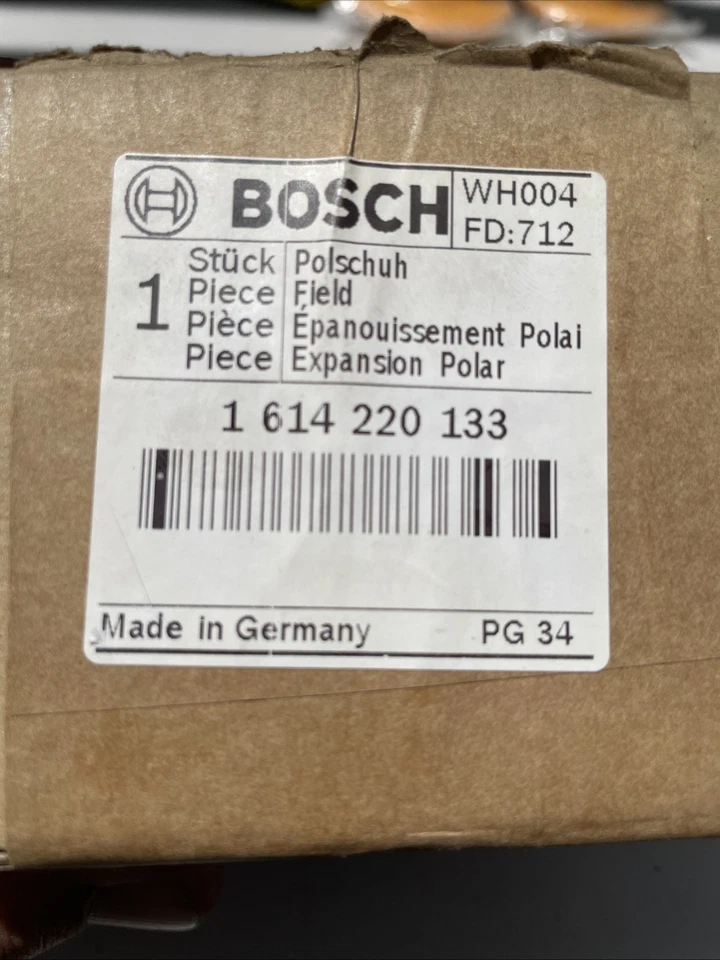 BOSCH
WH004
FD:712
1
Stück Polschuh
Piece Field
Pièce Épanouissement Polai
Piece Expansion Polar
1 614 220 133
Made in Germany PG 34